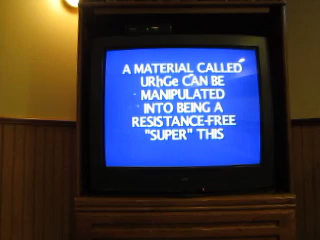 A MATERIAL CALLED
URhGe CAN BE
MANIPULATED
INTO BEING A
RESISTANCE-FREE
"SUPER" THIS